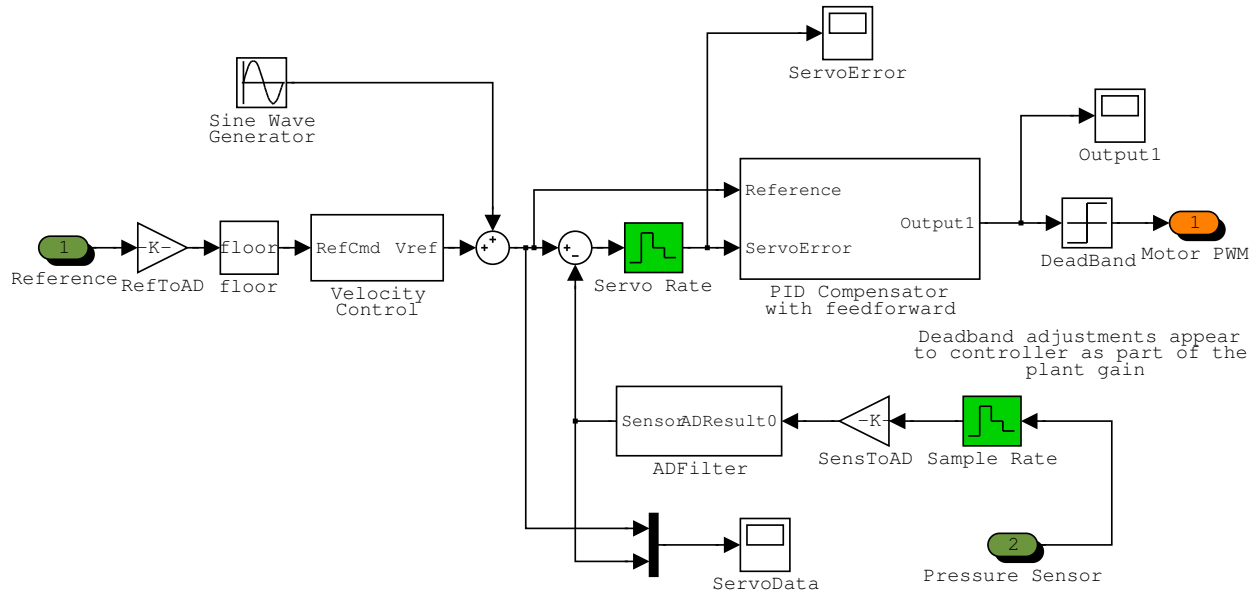 ServoError
Sine Wave
Generator
Output1
Reference
Output1
ServoError
1
Reference
-K-
RefToAD
floor
floor
RefCmd Vref
Velocity
Control
+
+
+
-
Servo Rate
PID Compensator
with feedforward
DeadBand
1
Motor PWM
Deadband adjustments appear
to controller as part of the
plant gain
Sensor ADResult0
ADFilter
-K-
SensToAD
Sample Rate
ServoData
2
Pressure Sensor